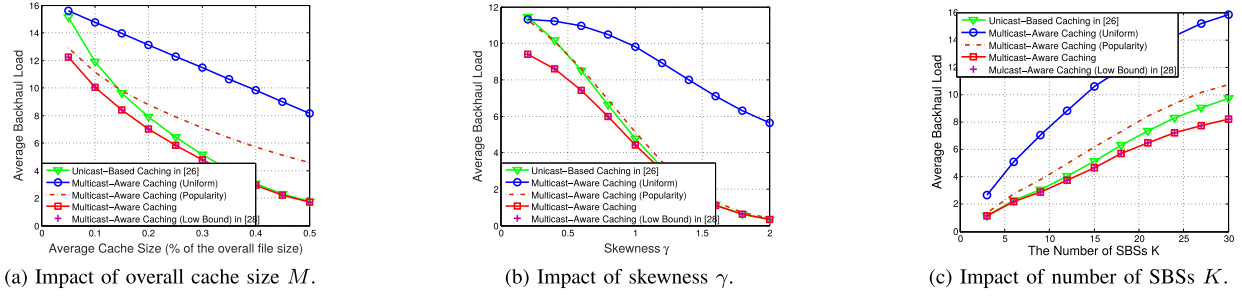 16
14
12
10
8
6
4
2
0
Average Backhaul Load
Unicast-Based Caching in [26]
Multicast-Aware Caching (Uniform)
Multicast-Aware Caching (Popularity)
Multicast-Aware Caching
Multicast-Aware Caching (Low Bound) in [28]
0 0.1 0.2 0.3 0.4 0.5
Average Cache Size (% of the overall file size)
(a) Impact of overall cache size M.
12
10
8
6
4
2
0
Average Backhaul Load
Unicast-Based Caching in [26]
Multicast-Aware Caching (Uniform)
Multicast-Aware Caching (Popularity)
Multicast-Aware Caching
Multicast-Aware Caching (Low Bound) in [28]
0 0.5 1 1.5 2
Skewness γ
(b) Impact of skewness γ.
16
14
12
10
8
6
4
2
0
Average Backhaul Load
Unicast-Based Caching in [26]
Multicast-Aware Caching (Uniform)
Multicast-Aware Caching (Popularity)
Multicast-Aware Caching
Mulcast-Aware Caching (Low Bound) in [28]
0 5 10 15 20 25 30
The Number of SBSs K
(c) Impact of number of SBSs K.